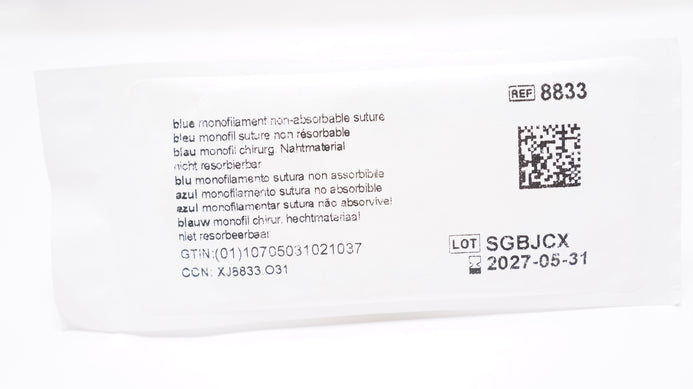 blue monofilament non-absorbable suture
bleu monofil suture non résorbable
blau monofil chirurg. Nahtmaterial
nicht resorbierbar
blu monofilamento sutura non assorbibile
azul monofilamento sutura no absorbible
azul monofilamentar sutura não absorvivel
blauw monofil chirur. hechtmateriaal
niet resorbeerbaar
GTIN:(01)10705031021037
CCN: XJ8833.O31
REF 8833
LOT SGBJCX
2027-05-31